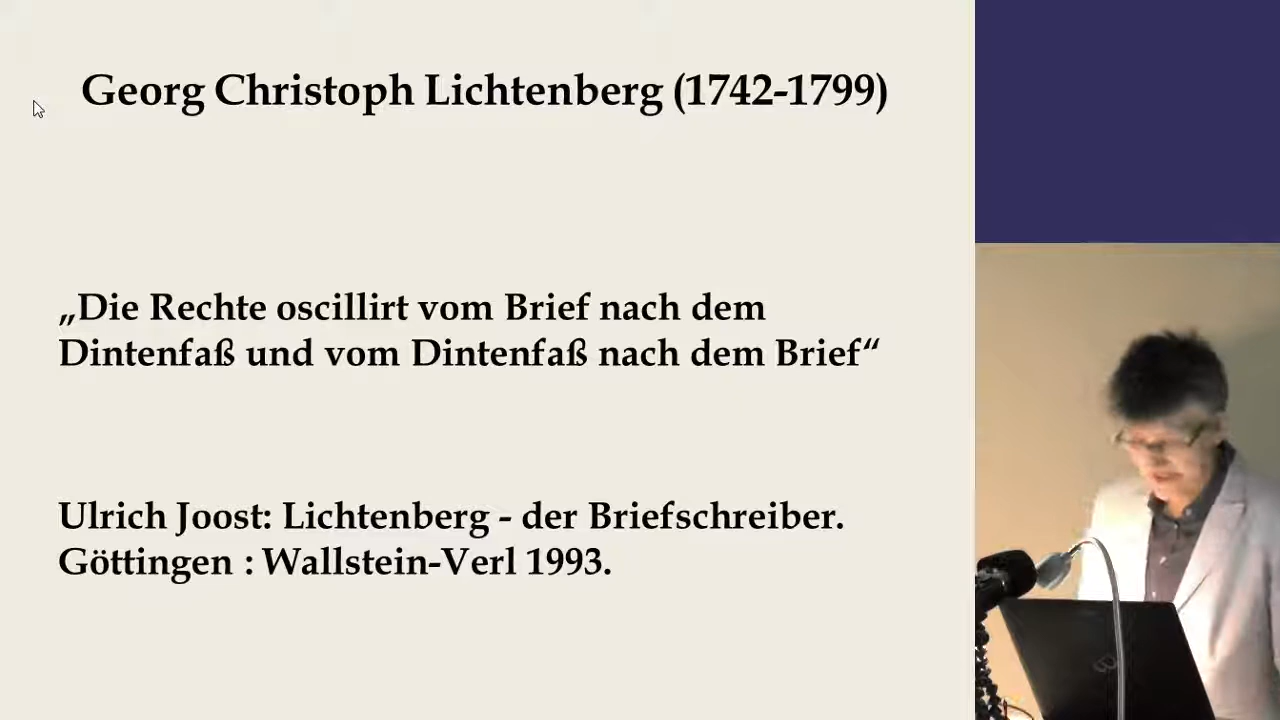 Georg Christoph Lichtenberg (1742-1799)
„Die Rechte oscillirt vom Brief nach dem
Dintenfaß und vom Dintenfaß nach dem Brief“
Ulrich Joost: Lichtenberg - der Briefschreiber.
Göttingen : Wallstein-Verl 1993.